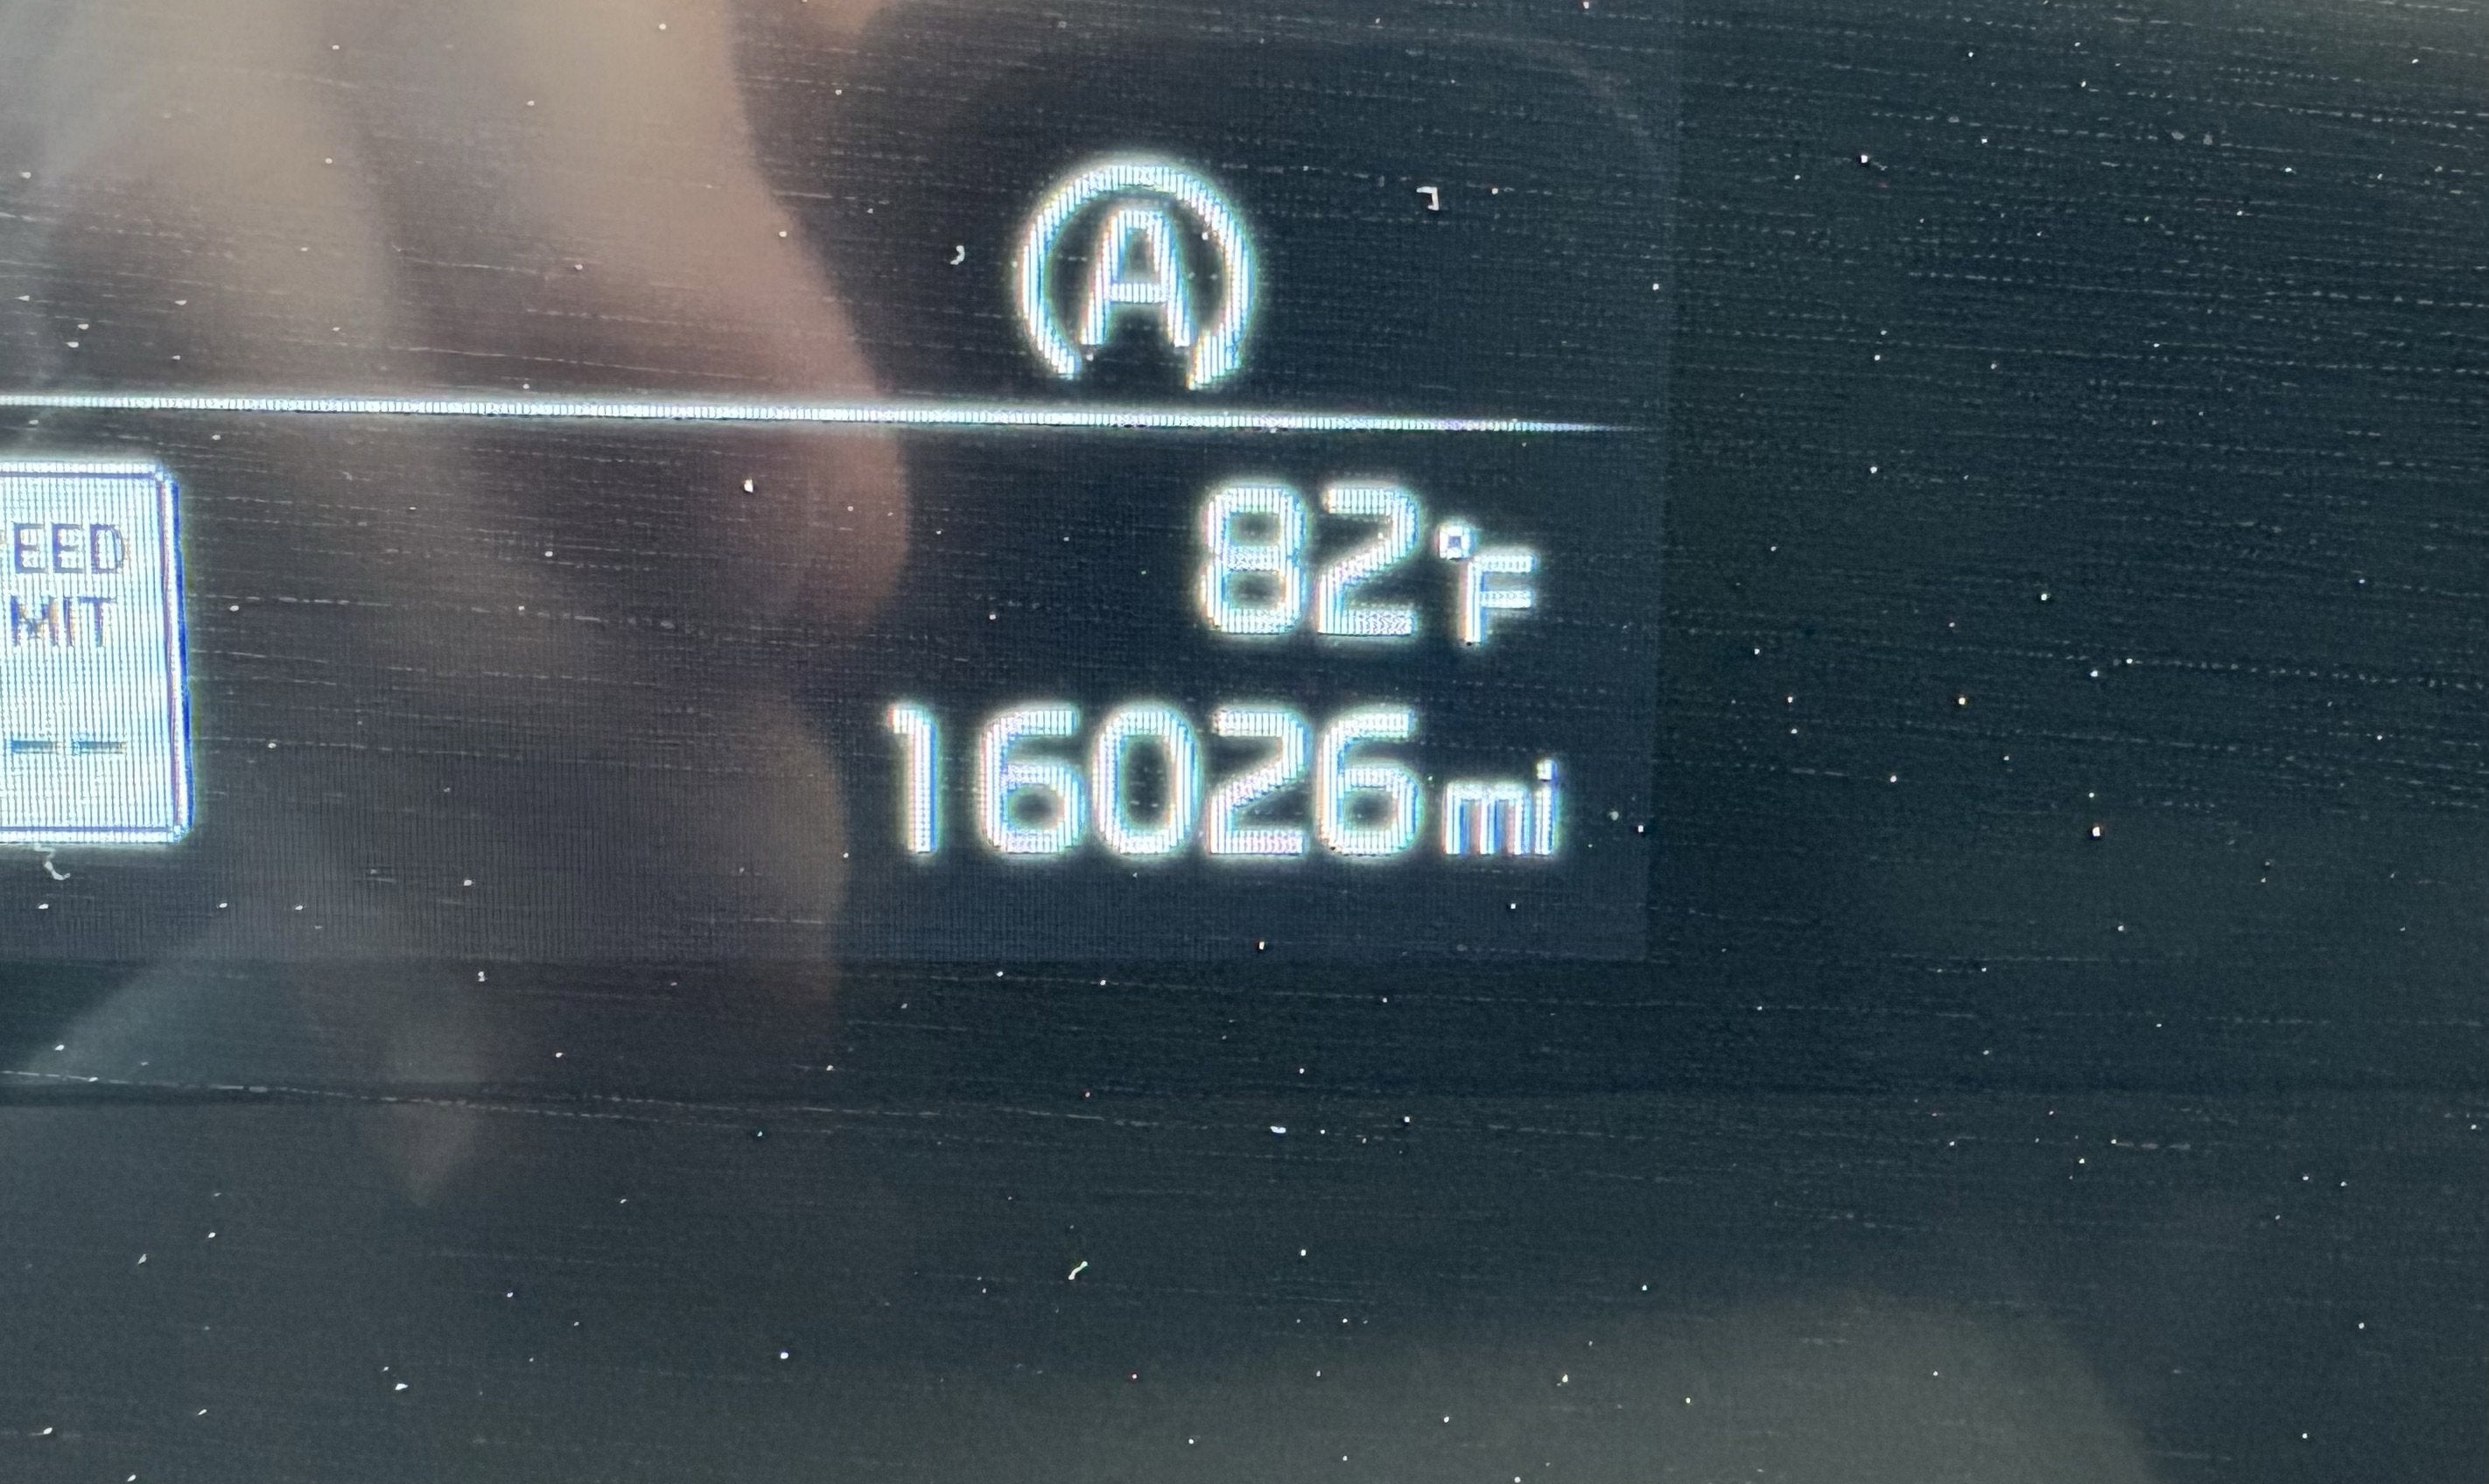 A
82°F
EED
MIT
--
16026 mi